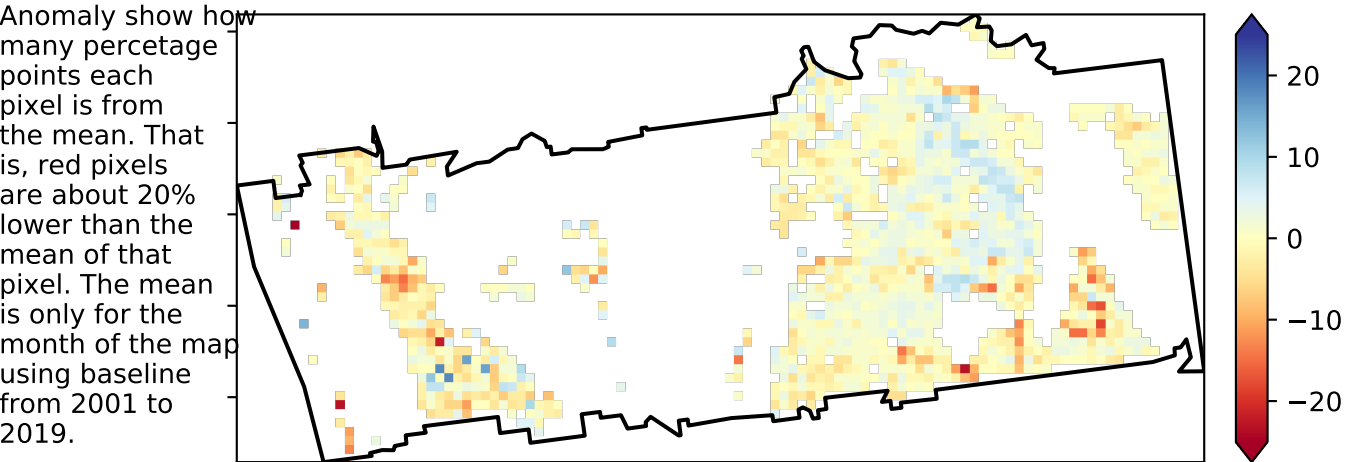 Anomaly show how
many percetage
points each
pixel is from
the mean. That
is, red pixels
are about 20%
lower than the
mean of that
pixel. The mean
is only for the
month of the map
using baseline
from 2001 to
2019.
20
10
0
−10
−20